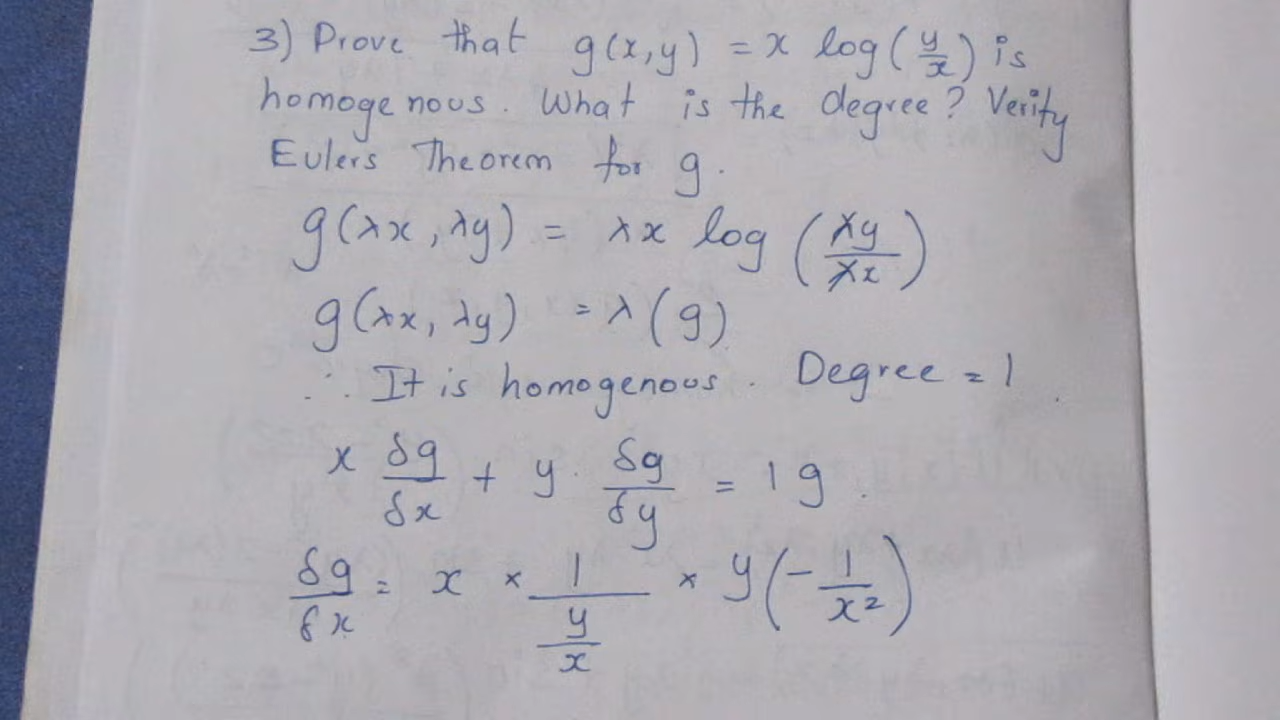 3) Prove that g(x,y) = x log(y/x) is
homogenous. What is the degree? Verify
Eulers Theorem for g.
g(λx, λy) = λx log (λy/λx)
g(λx, λy) = λ(g)
∴ It is homogenous. Degree = 1
x δg/δx + y. δg/δy = 1g.
δg/δx = x × 1/(y/x) × y(-1/x²)